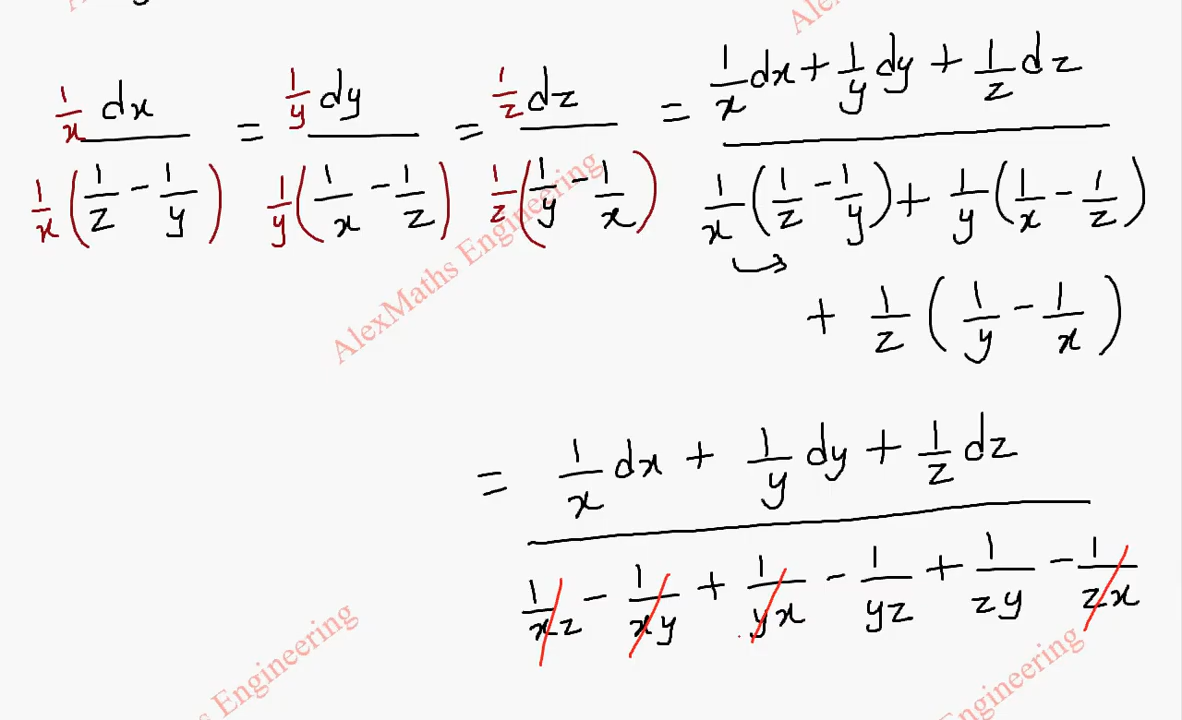 1/x dx / 1/x (1/z - 1/y) = 1/y dy / 1/y (1/x - 1/z) = 1/z dz / 1/z (1/y - 1/x) = 1/x dx + 1/y dy + 1/z dz / 1/x (1/z - 1/y) + 1/y (1/x - 1/z)
+ 1/z (1/y - 1/x)
= 1/x dx + 1/y dy + 1/z dz / 1/xz - 1/xy + 1/yx - 1/yz + 1/zy - 1/zx
AlexMaths Engineering
s Engineering
ngineering